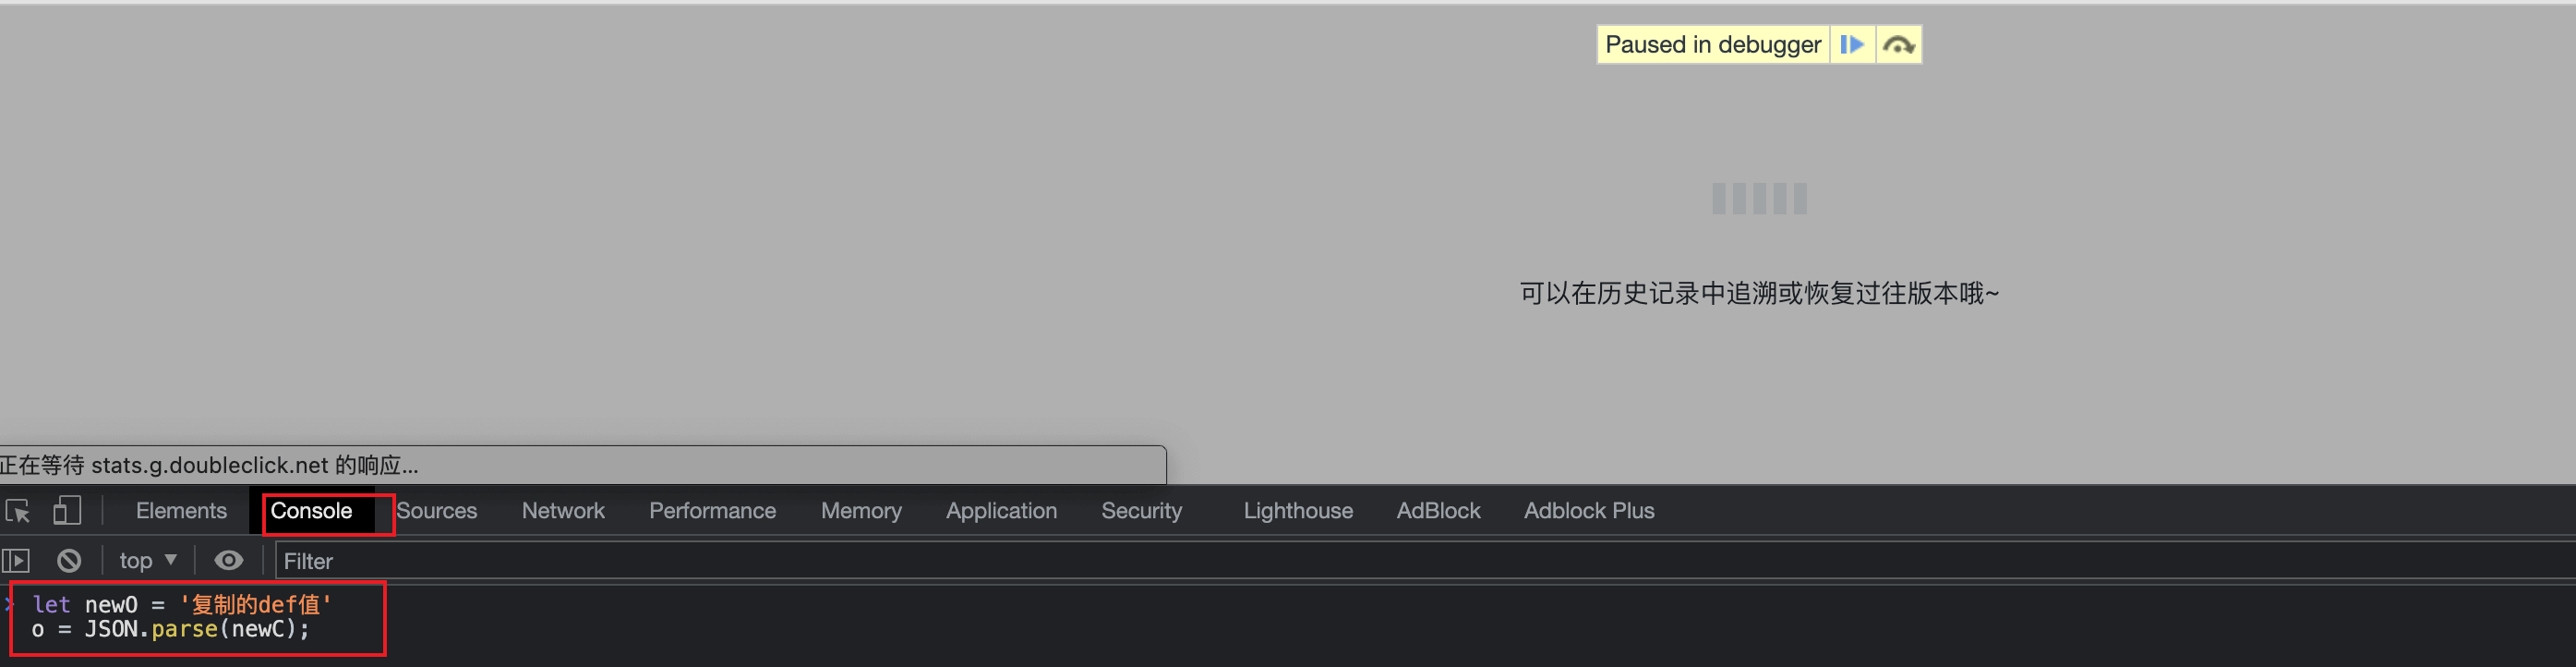 Paused in debugger
可以在历史记录中追溯或恢复过往版本哦~
正在等待 stats.g.doubleclick.net 的响应...
Elements Console Sources Network Performance Memory Application Security Lighthouse AdBlock Adblock Plus
top ▼ Filter
let newO = '复制的def值'
o = JSON.parse(newC);